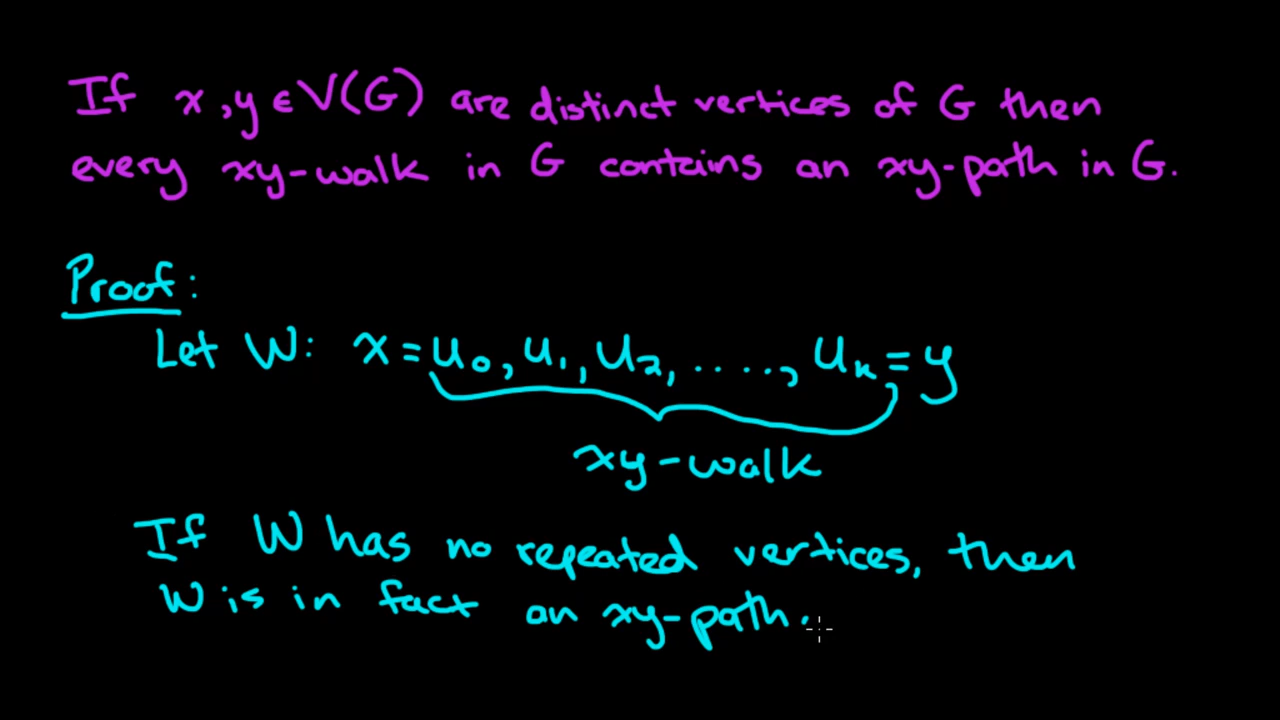 If x, y ∈ V(G) are distinct vertices of G then
every xy-walk in G contains an xy-path in G.
Proof:
Let W: x = u₀, u₁, u₂, ....., uₖ = y
xy-walk
If W has no repeated vertices, then
W is in fact an xy-path.